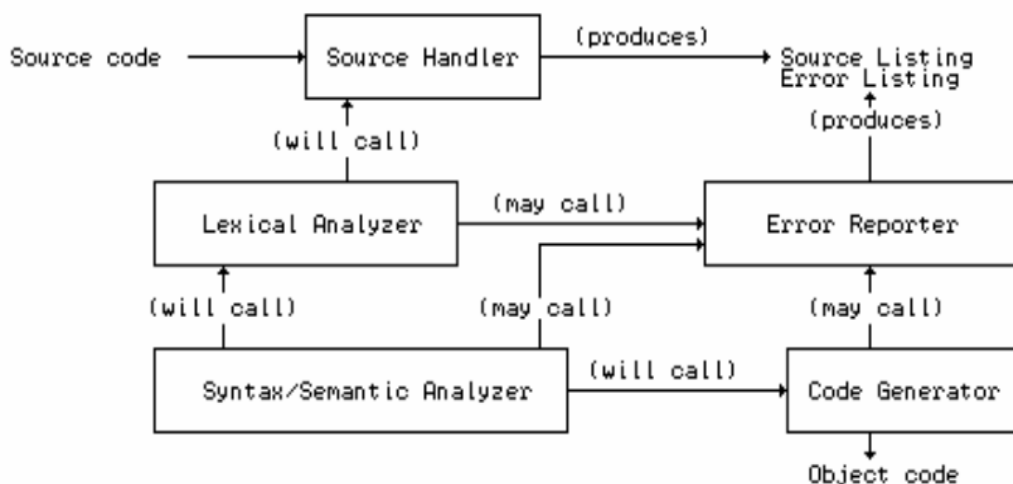 (produces)
Source code
Source Handler
Source Listing
Error Listing
(will call)
(produces)
Lexical Analyzer
(may call)
Error Reporter
(will call)
(may call)
(may call)
Syntax/Semantic Analyzer
(will call)
Code Generator
Object code